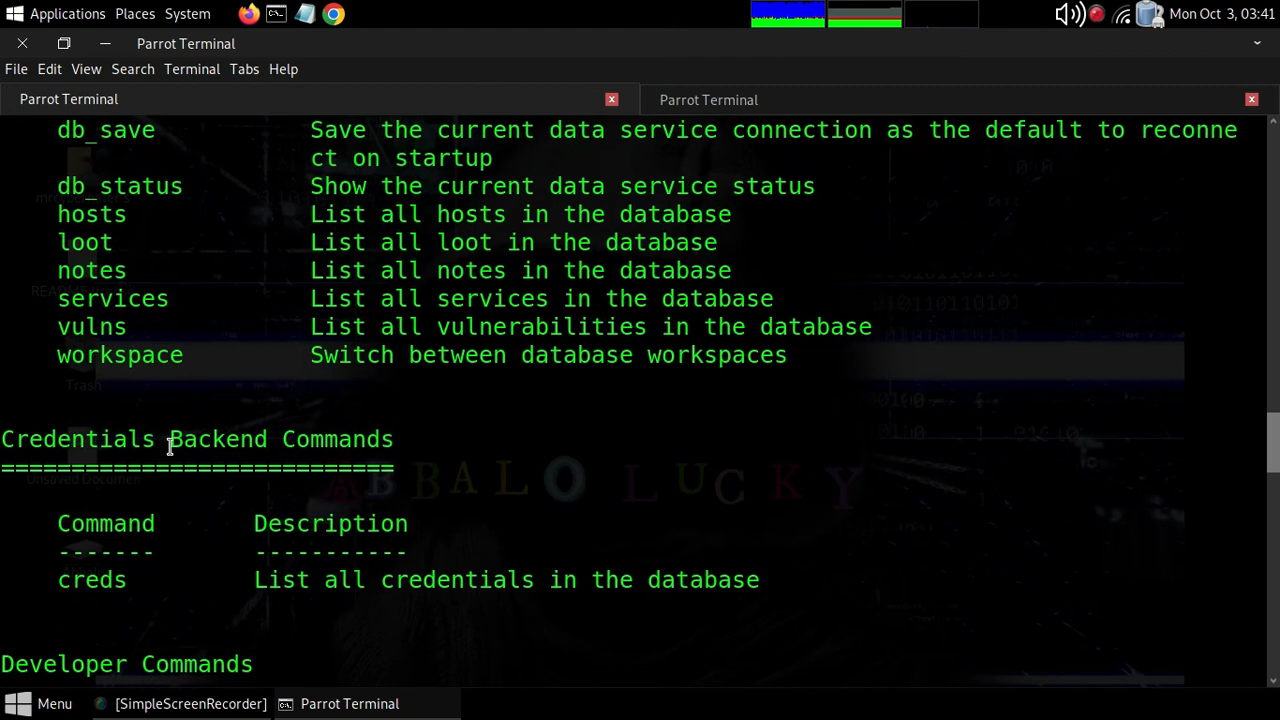 Applications Places System
Mon Oct 3, 03:41
Parrot Terminal
File Edit View Search Terminal Tabs Help
Parrot Terminal
Parrot Terminal
db_save Save the current data service connection as the default to reconne
ct on startup
db_status Show the current data service status
hosts List all hosts in the database
loot List all loot in the database
notes List all notes in the database
services List all services in the database
vulns List all vulnerabilities in the database
workspace Switch between database workspaces
Trash
Credentials Backend Commands
============================
ABBALO LUCKY
Command Description
------- -----------
creds List all credentials in the database
Developer Commands
Menu [SimpleScreenRecorder] Parrot Terminal